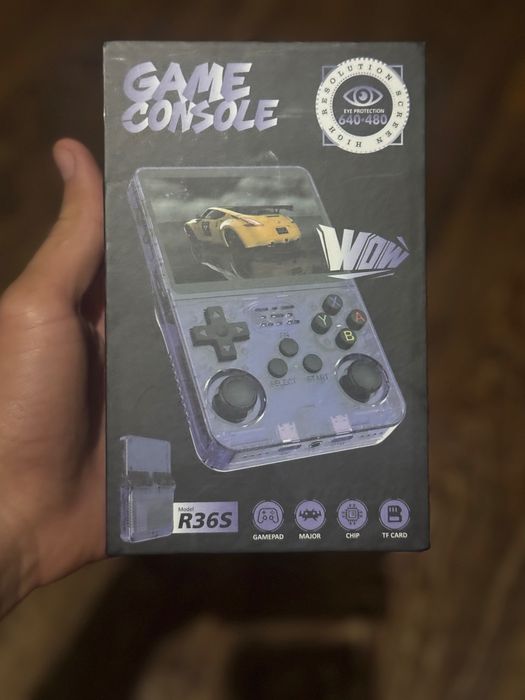 GAME
CONSOLE
HIGH RESOLUTION SCREEN
EYE PROTECTION
640*480
WOW
X
Y
A
B
FN
SELECT
START
Model
R36S
GAMEPAD
MAJOR
CHIP
TF CARD